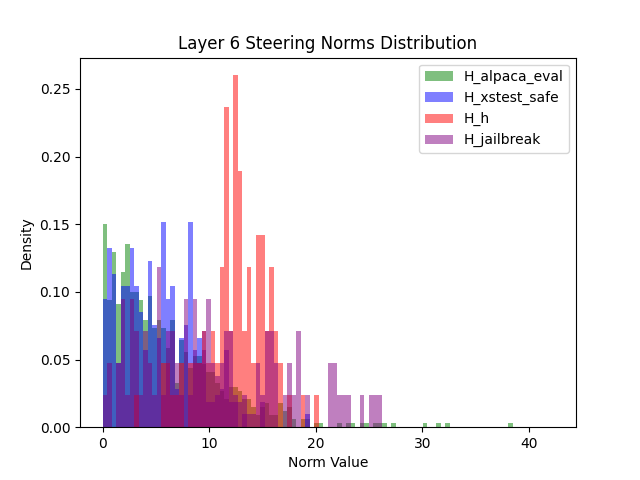 Layer 6 Steering Norms Distribution
H_alpaca_eval
H_xstest_safe
H_h
H_jailbreak
0.25
0.20
0.15
0.10
0.05
0.00
Density
0
10
20
30
40
Norm Value